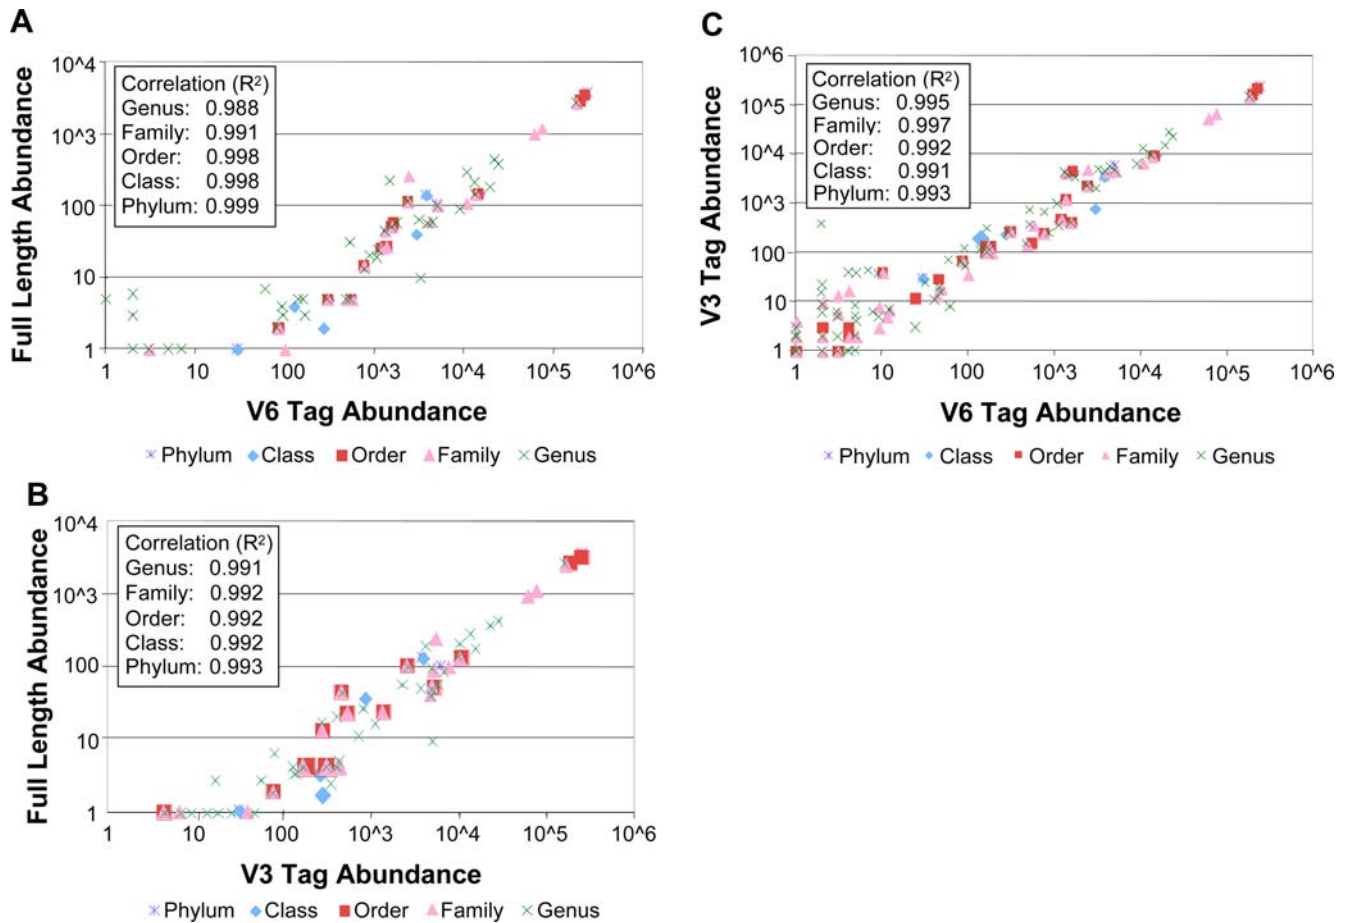 A
10^4
10^3
100
10
1
Full Length Abundance
Correlation (R²)
Genus: 0.988
Family: 0.991
Order: 0.998
Class: 0.998
Phylum: 0.999
1 10 100 10^3 10^4 10^5 10^6
V6 Tag Abundance
Phylum Class Order Family Genus
B
10^4
10^3
100
10
1
Full Length Abundance
Correlation (R²)
Genus: 0.991
Family: 0.992
Order: 0.992
Class: 0.992
Phylum: 0.993
1 10 100 10^3 10^4 10^5 10^6
V3 Tag Abundance
Phylum Class Order Family Genus
C
10^6
10^5
10^4
10^3
100
10
1
V3 Tag Abundance
Correlation (R²)
Genus: 0.995
Family: 0.997
Order: 0.992
Class: 0.991
Phylum: 0.993
1 10 100 10^3 10^4 10^5 10^6
V6 Tag Abundance
Phylum Class Order Family Genus